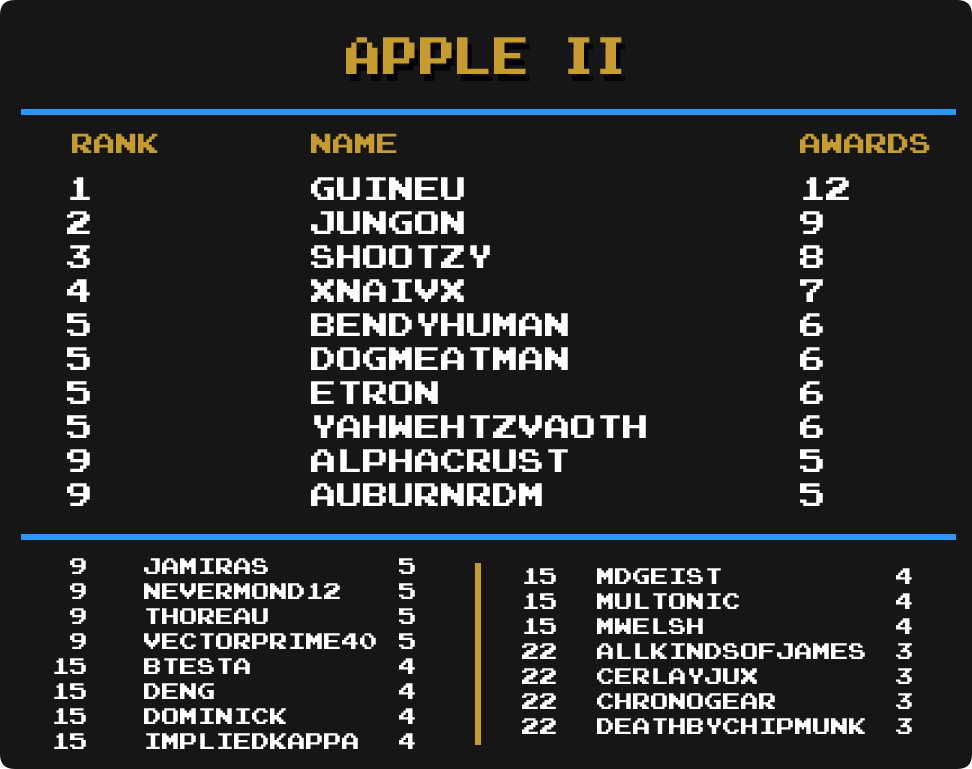 APPLE II
RANK NAME AWARDS
1 GUINEU 12
2 JUNGON 9
3 SHOOTZY 8
4 XNAIVX 7
5 BENDYHUMAN 6
5 DOGMEATMAN 6
5 ETRON 6
5 YAHWEHTZVAOTH 6
9 ALPHACRUST 5
9 AUBURNRDM 5
9 JAMIRAS 5
9 NEVERMOND12 5
9 THOREAU 5
9 VECTORPRIME40 5
15 BTESTA 4
15 DENG 4
15 DOMINICK 4
15 IMPLIEDKAPPA 4
15 MDGEIST 4
15 MULTONIC 4
15 MWELSH 4
22 ALLKINDSOFJAMES 3
22 CERLAYJUX 3
22 CHRONOGEAR 3
22 DEATHBYCHIPMUNK 3